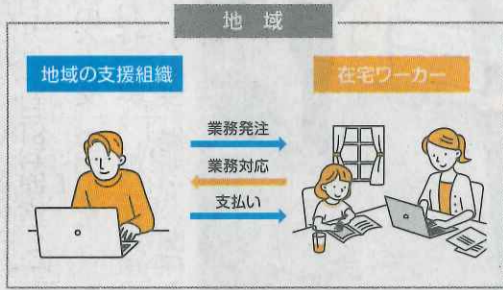 地域
地域の支援組織
在宅ワーカー
業務発注
業務対応
支払い